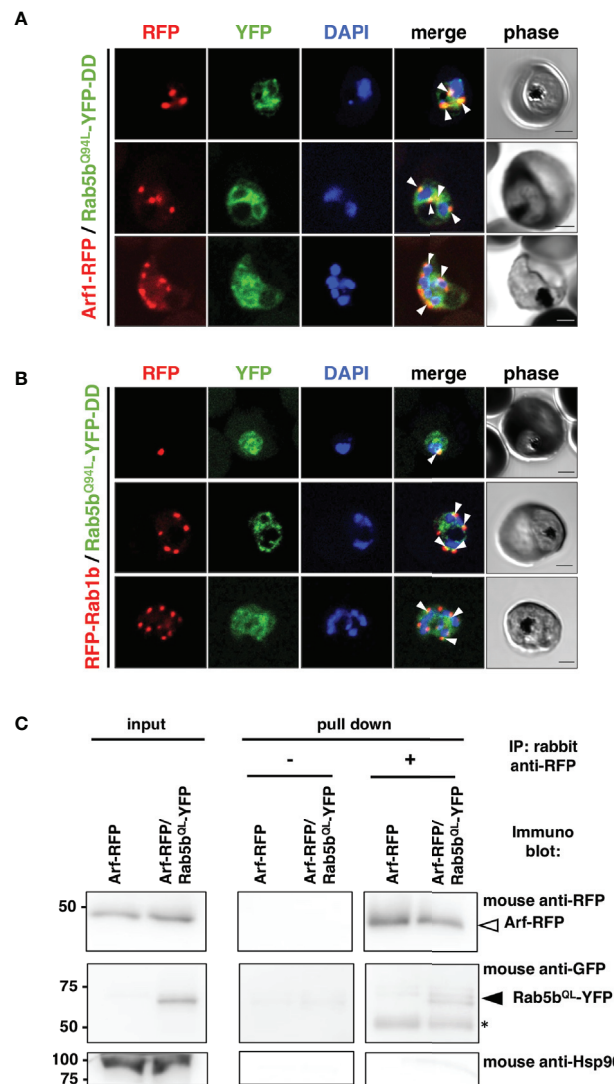 A
RFP YFP DAPI merge phase
Arf1-RFP / Rab5bQ94L-YFP-DD
B
RFP YFP DAPI merge phase
RFP-Rab1b / Rab5bQ94L-YFP-DD
C
input pull down
- + IP: rabbit
anti-RFP
Arf-RFP
Arf-RFP/
Rab5bQL-YFP
Arf-RFP
Arf-RFP/
Rab5bQL-YFP
Arf-RFP
Arf-RFP/
Rab5bQL-YFP
Immuno
blot:
50
mouse anti-RFP
Arf-RFP
75
mouse anti-GFP
Rab5bQL-YFP
50
*
100
mouse anti-Hsp90
75